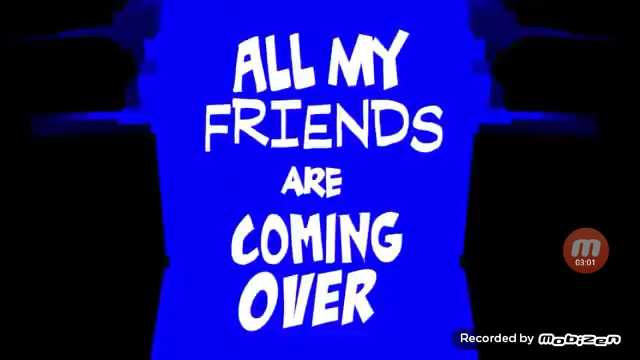 ALL MY
FRIENDS
ARE
COMING
OVER
03:01
Recorded by mobizen